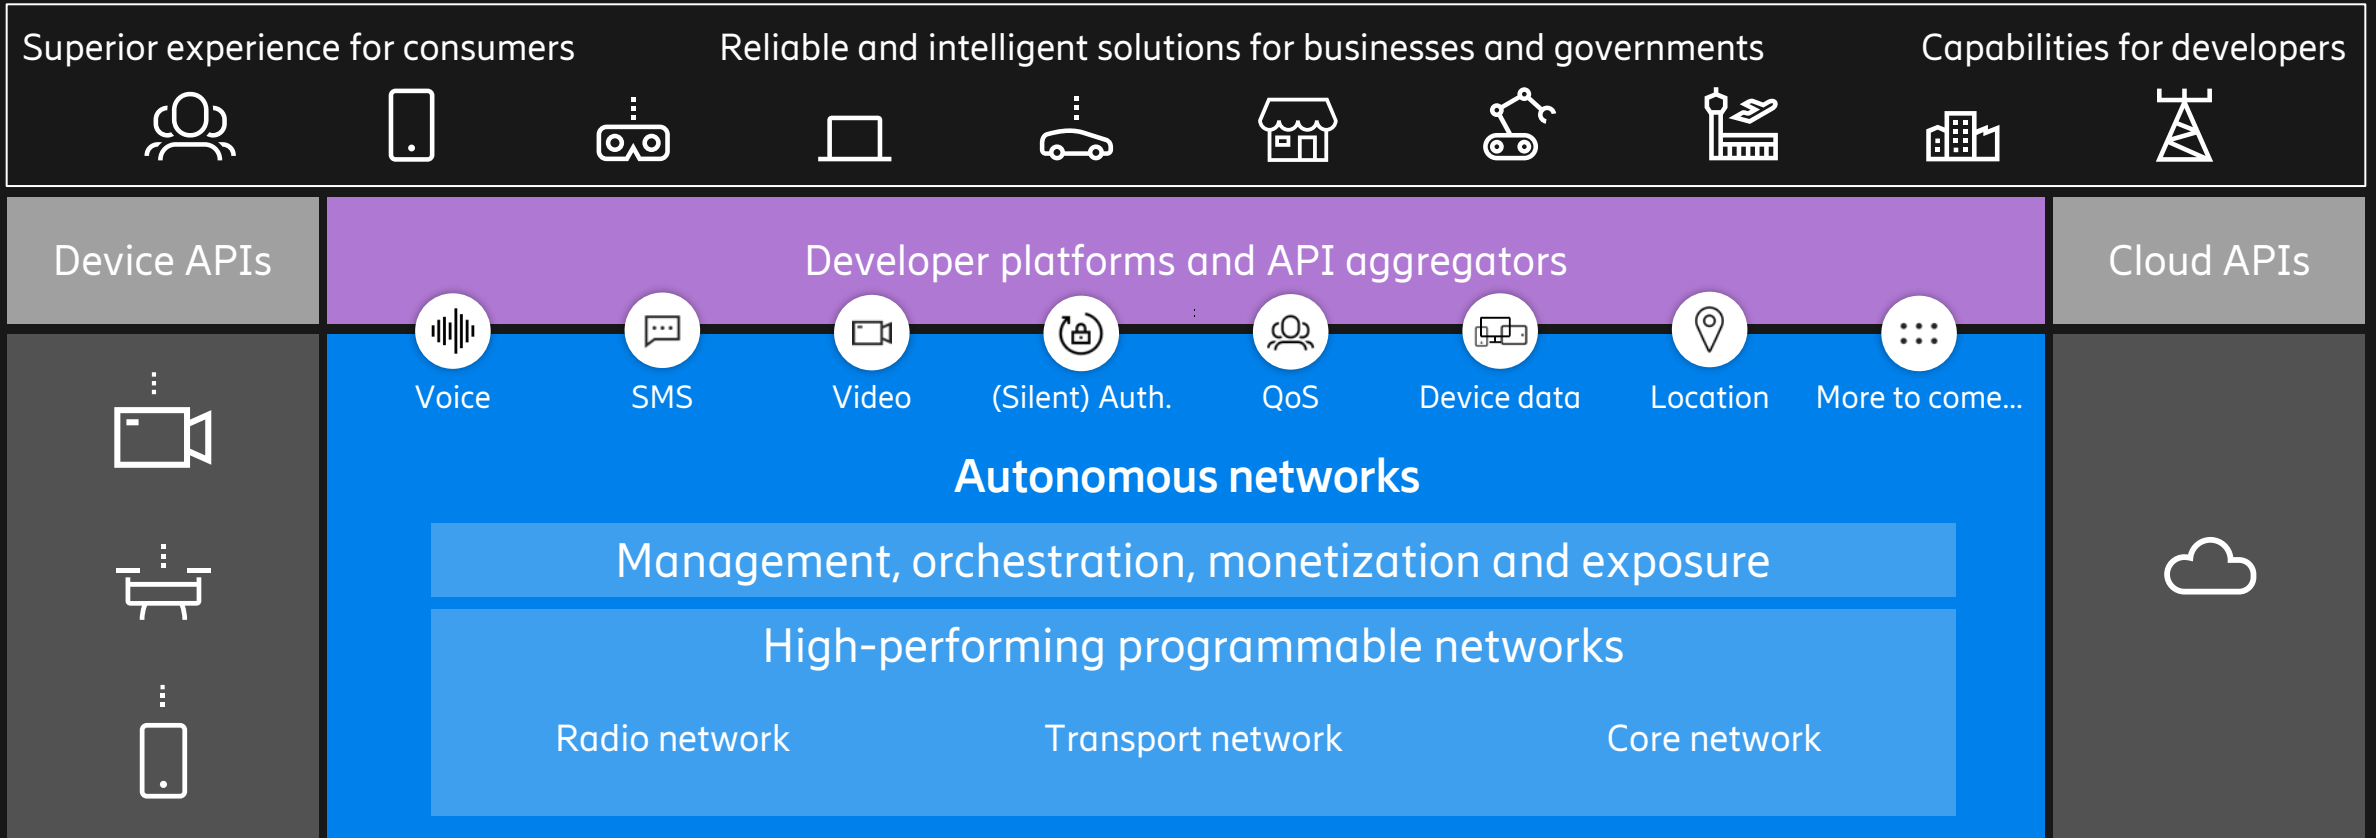 Superior experience for consumers
Reliable and intelligent solutions for businesses and governments
Capabilities for developers
Device APIs
Developer platforms and API aggregators
Cloud APIs
:
Voice
SMS
Video
(Silent) Auth.
QoS
Device data
Location
More to come...
Autonomous networks
Management, orchestration, monetization and exposure
High-performing programmable networks
Radio network
Transport network
Core network